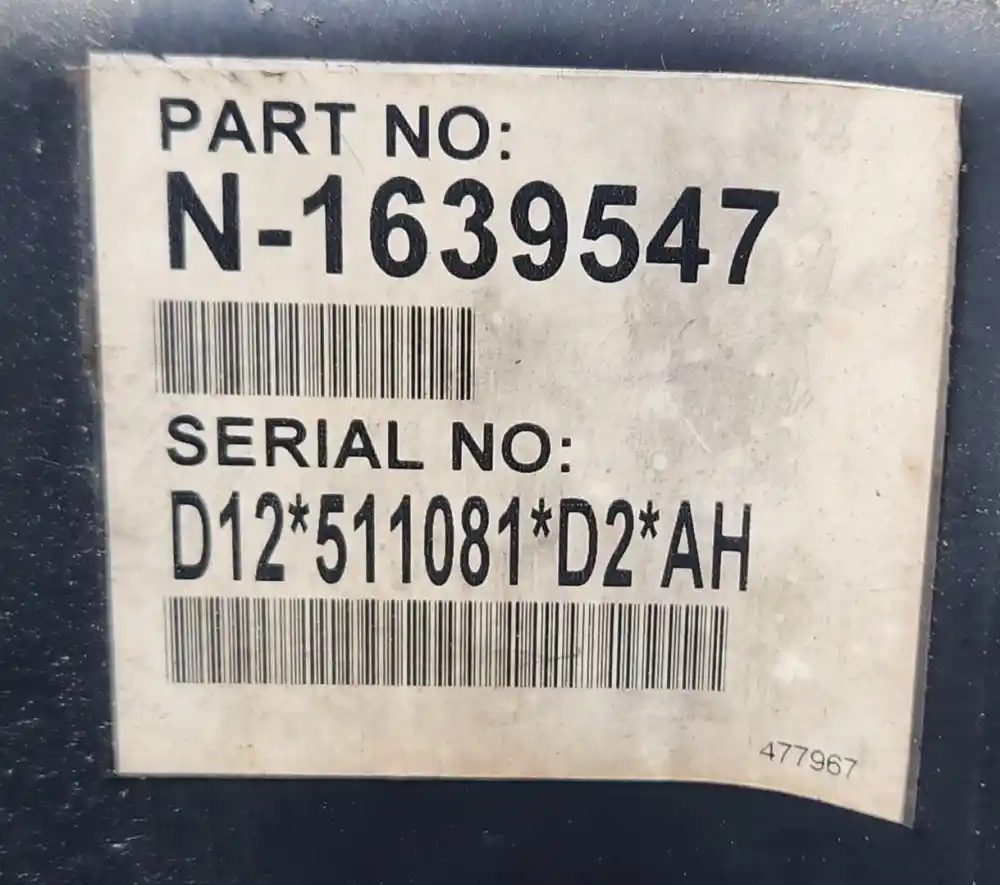 PART NO:
N-1639547
SERIAL NO:
D12*511081*D2*AH
477967